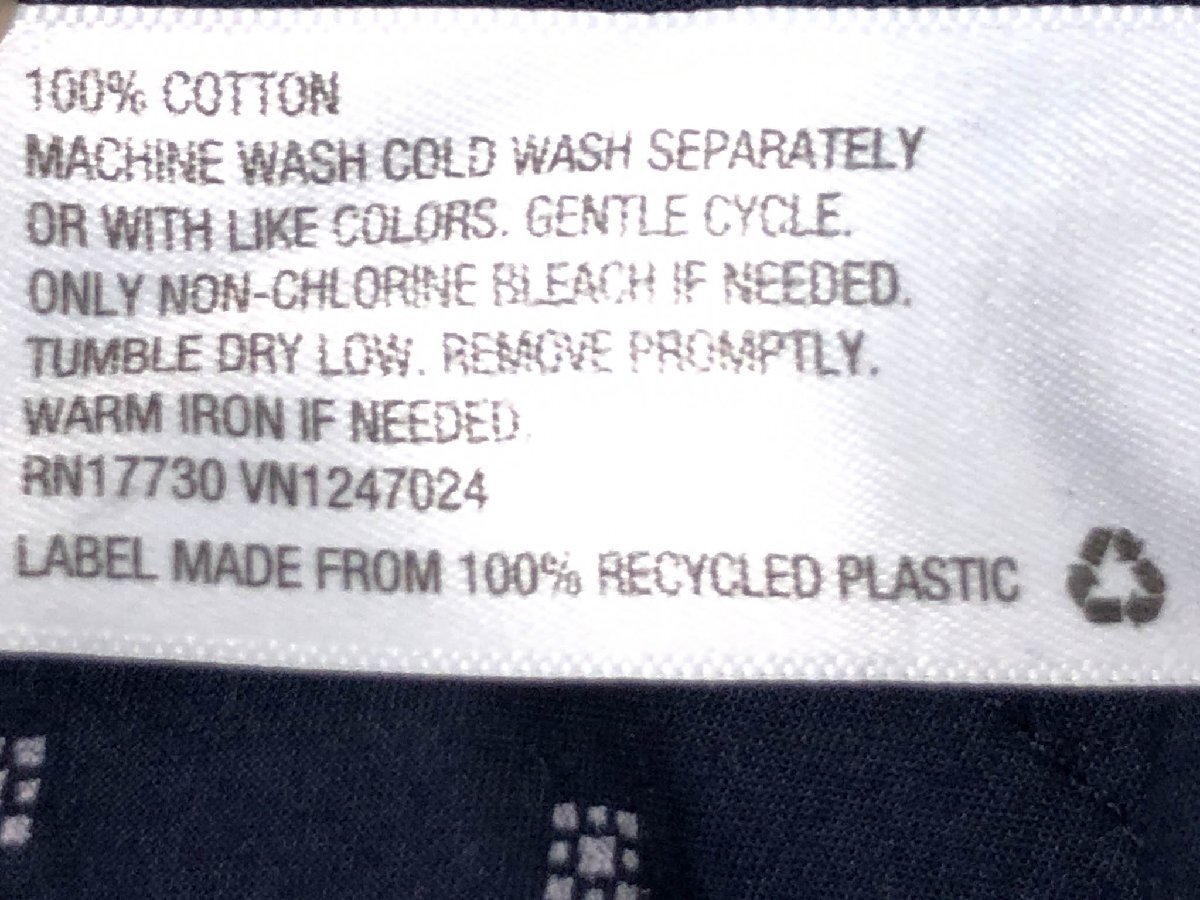 100% COTTON
MACHINE WASH COLD WASH SEPARATELY
OR WITH LIKE COLORS. GENTLE CYCLE.
ONLY NON-CHLORINE BLEACH IF NEEDED.
TUMBLE DRY LOW. REMOVE PROMPTLY.
WARM IRON IF NEEDED.
RN17730 VN1247024
LABEL MADE FROM 100% RECYCLED PLASTIC